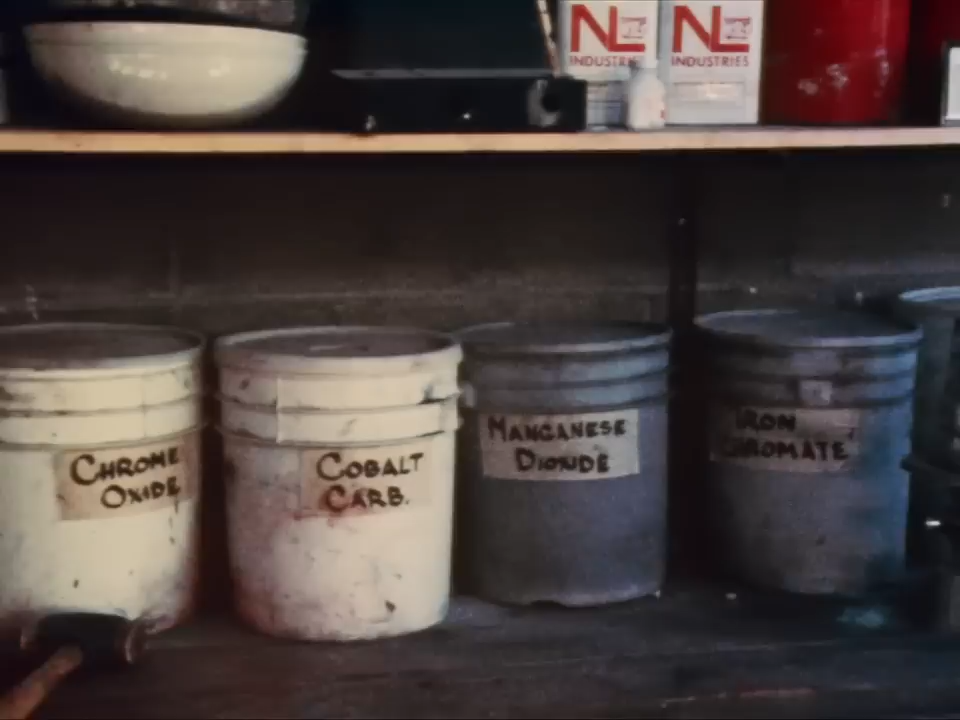 NL
INDUSTRIES
NL
INDUSTRIES
CHROME
OXIDE
COBALT
CARB.
MANGANESE
DIOXIDE
IRON
CHROMATE